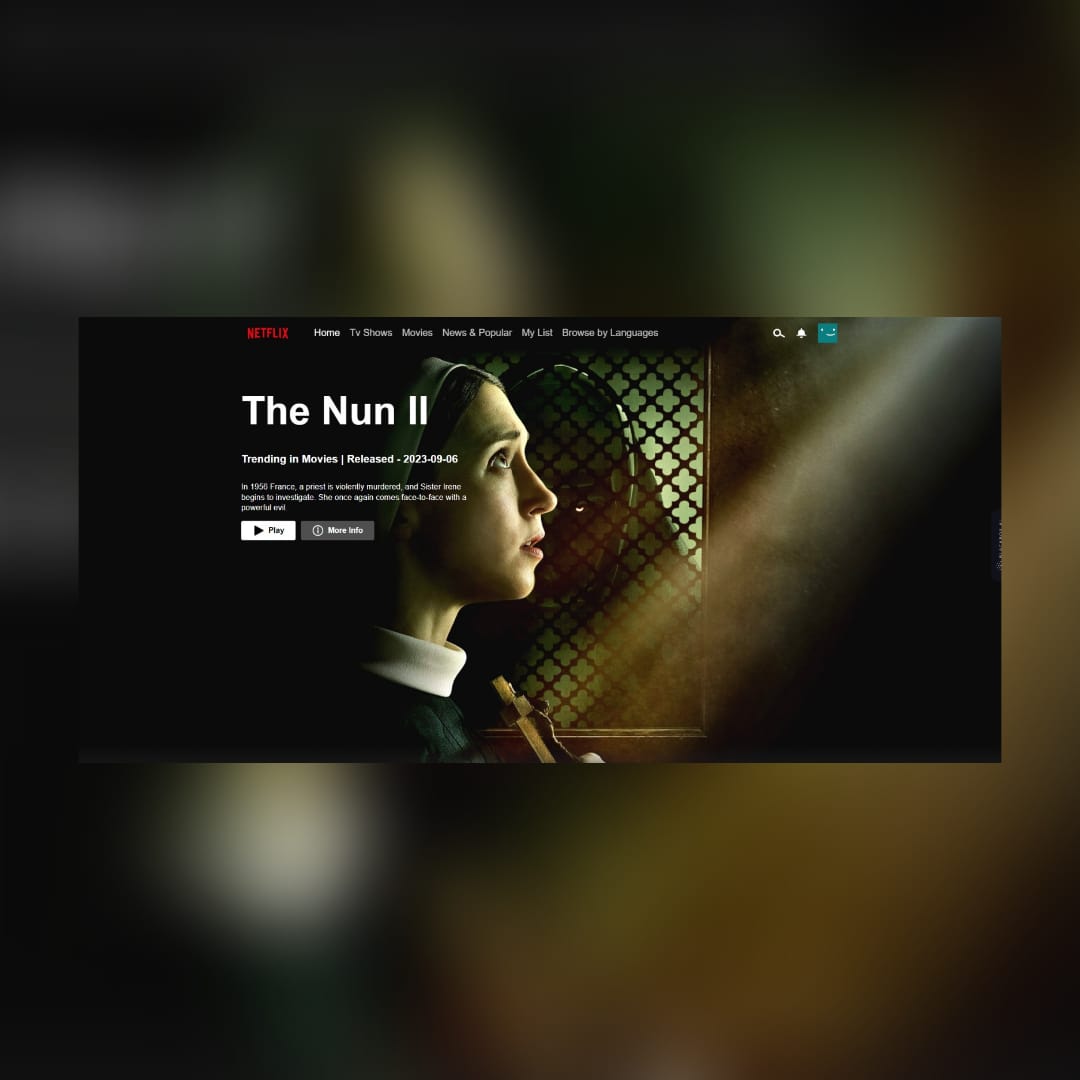 NETFLIX Home Tv Shows Movies News & Popular My List Browse by Languages
The Nun II
Trending in Movies | Released - 2023-09-06
In 1956 France, a priest is violently murdered, and Sister Irene
begins to investigate. She once again comes face-to-face with a
powerful evil.
Play More Info